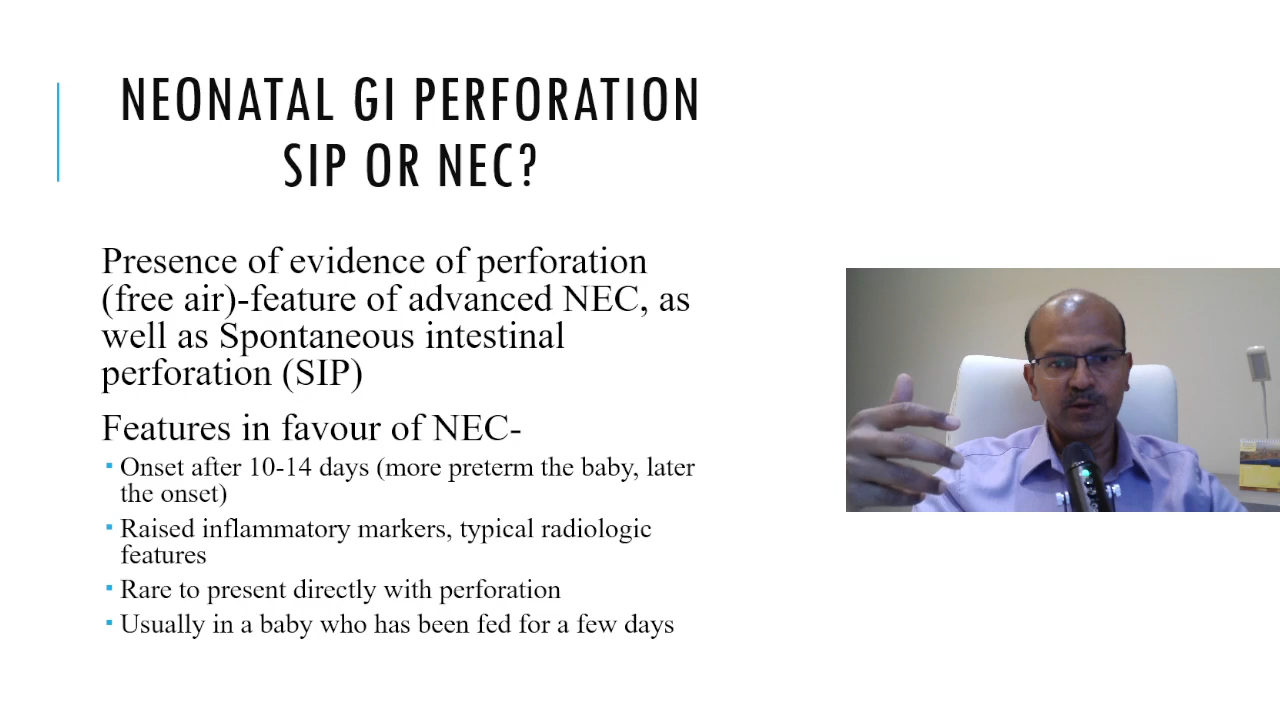 NEONATAL GI PERFORATION
SIP OR NEC?
Presence of evidence of perforation
(free air)-feature of advanced NEC, as
well as Spontaneous intestinal
perforation (SIP)
Features in favour of NEC-
▪ Onset after 10-14 days (more preterm the baby, later
the onset)
▪ Raised inflammatory markers, typical radiologic
features
▪ Rare to present directly with perforation
▪ Usually in a baby who has been fed for a few days